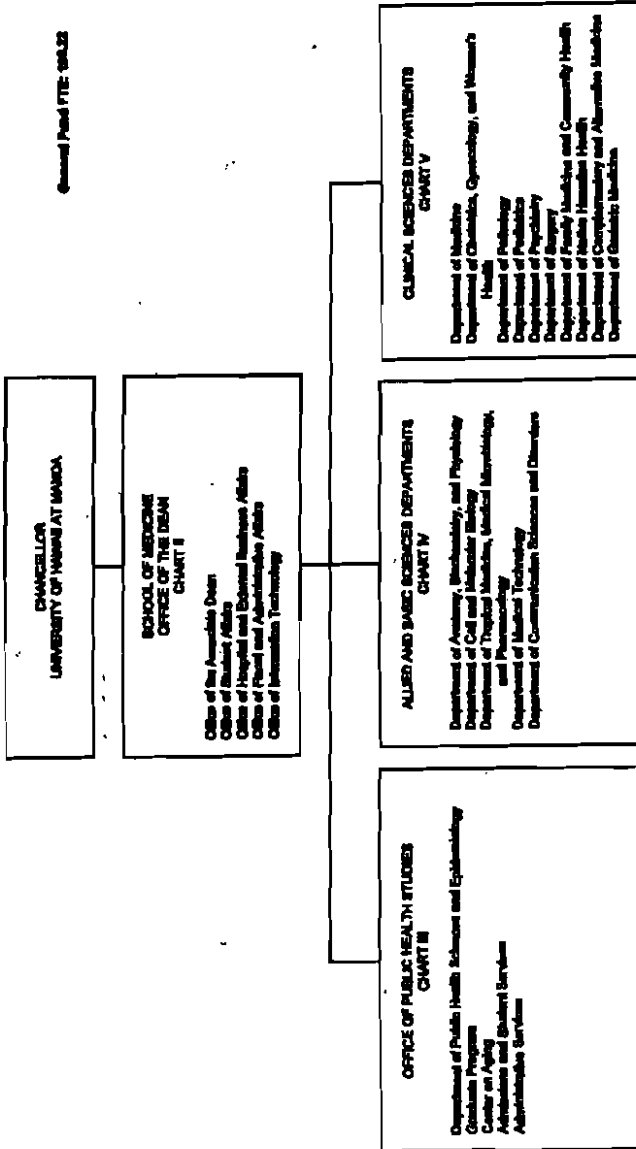 General Fund FTE:
CHANCELLOR
UNIVERSITY OF HAWAII AT MANOA
SCHOOL OF MEDICINE
OFFICE OF THE DEAN
CHART II
Office of the Associate Dean
Office of Student Affairs
Office of Hospital and External Business Affairs
Office of Fiscal and Administrative Affairs
Office of Information Technology
OFFICE OF PUBLIC HEALTH STUDIES
CHART III
Department of Public Health Sciences and Epidemiology
Graduate Program
Center on Aging
Admissions and Student Services
Administrative Services
ALLIED AND BASIC SCIENCES DEPARTMENTS
CHART IV
Department of Anatomy, Biochemistry, and Physiology
Department of Cell and Molecular Biology
Department of Tropical Medicine, Medical Microbiology,
and Pharmacology
Department of Medical Technology
Department of Communication Sciences and Disorders
CLINICAL SCIENCES DEPARTMENTS
CHART V
Department of Medicine
Department of Obstetrics, Gynecology, and Women's
Health
Department of Pathology
Department of Pediatrics
Department of Psychiatry
Department of Surgery
Department of Family Medicine and Community Health
Department of Native Hawaiian Health
Department of Complementary and Alternative Medicine
Department of Geriatric Medicine